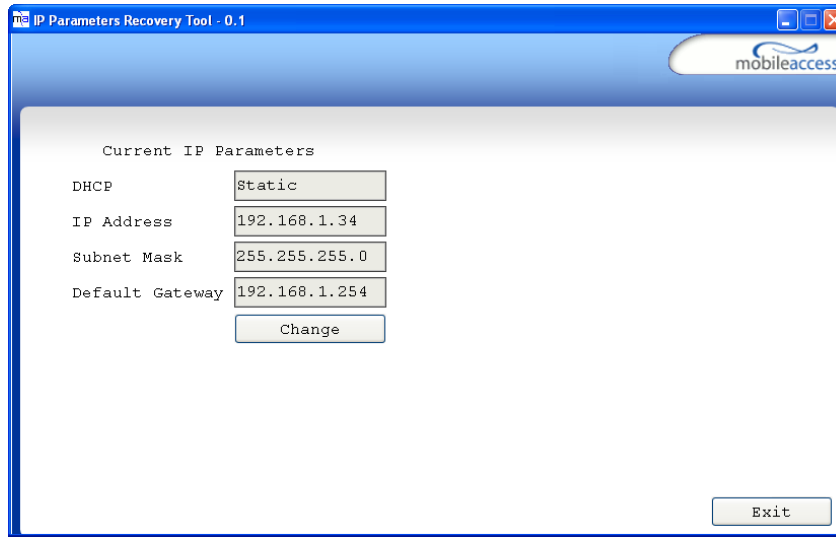 ma IP Parameters Recovery Tool - 0.1
mobileaccess
Current IP Parameters
DHCP Static
IP Address 192.168.1.34
Subnet Mask 255.255.255.0
Default Gateway 192.168.1.254
Change
Exit